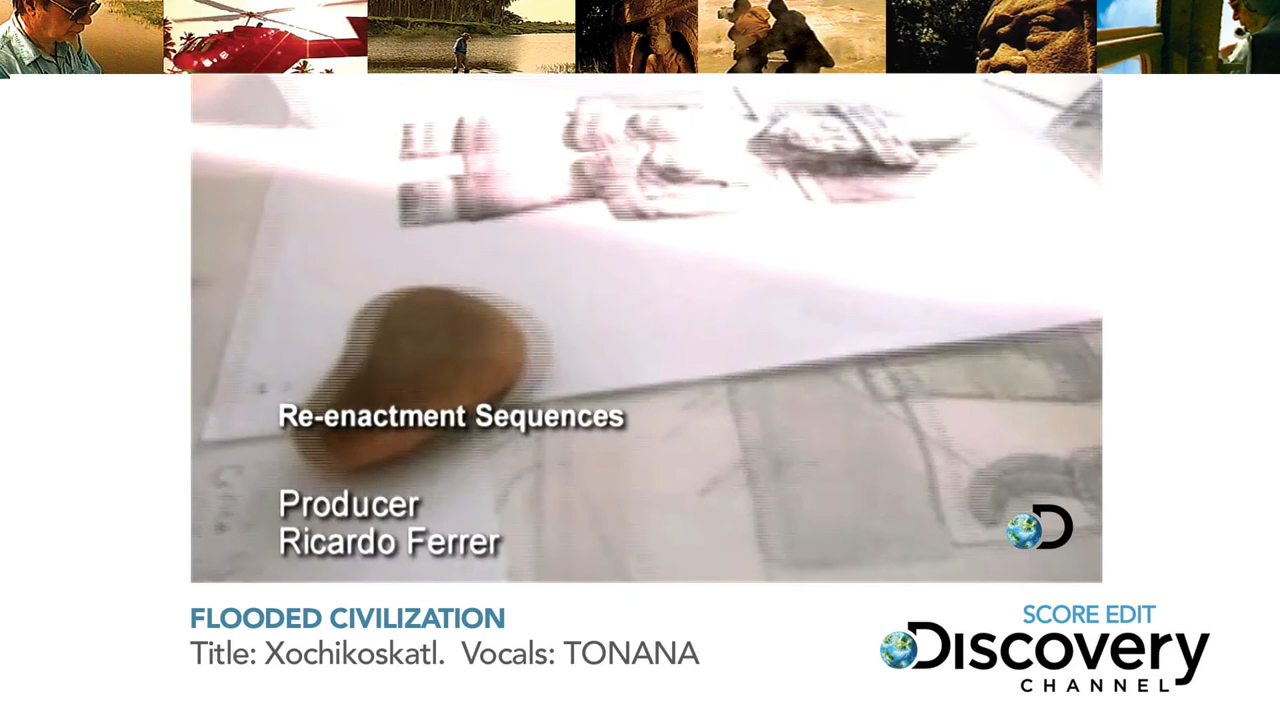 Re-enactment Sequences
Producer
Ricardo Ferrer
D
FLOODED CIVILIZATION
Title: Xochikoskatl. Vocals: TONANA
SCORE EDIT
Discovery
CHANNEL